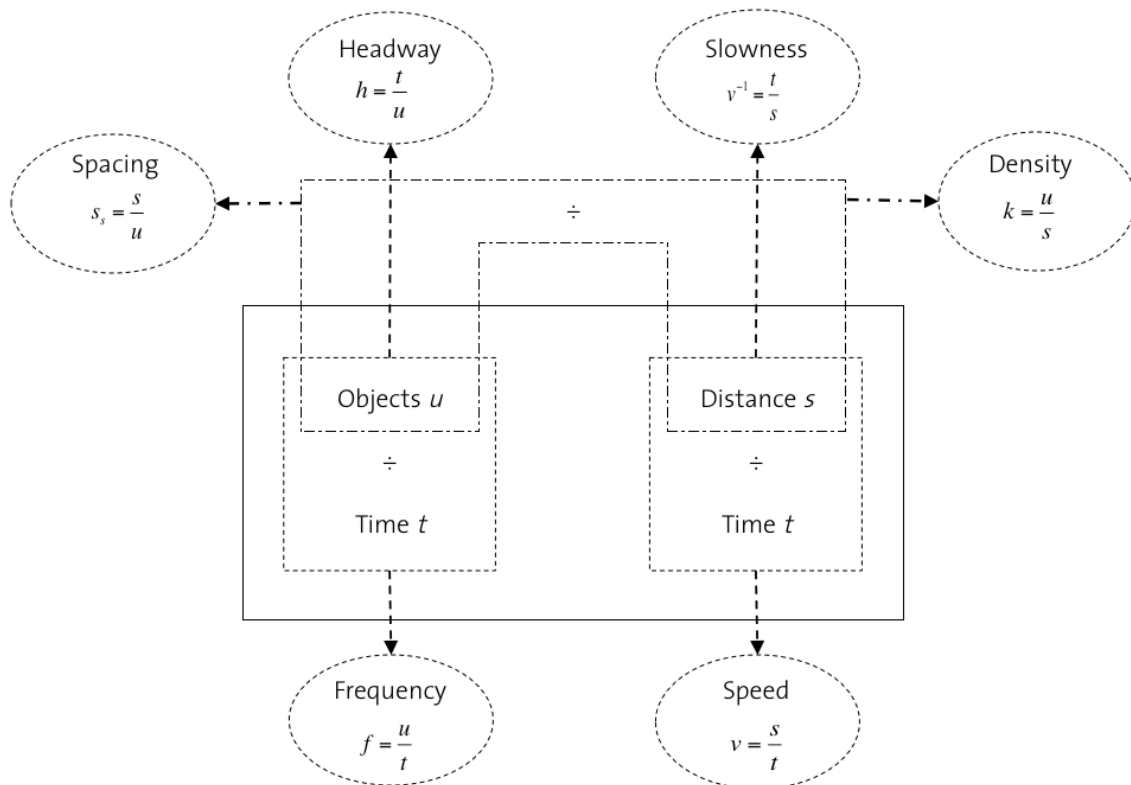 Headway
h = t/u
Slowness
v⁻¹ = t/s
Spacing
sₛ = s/u
Density
k = u/s
÷
Objects u
Distance s
÷
÷
Time t
Time t
Frequency
f = u/t
Speed
v = s/t